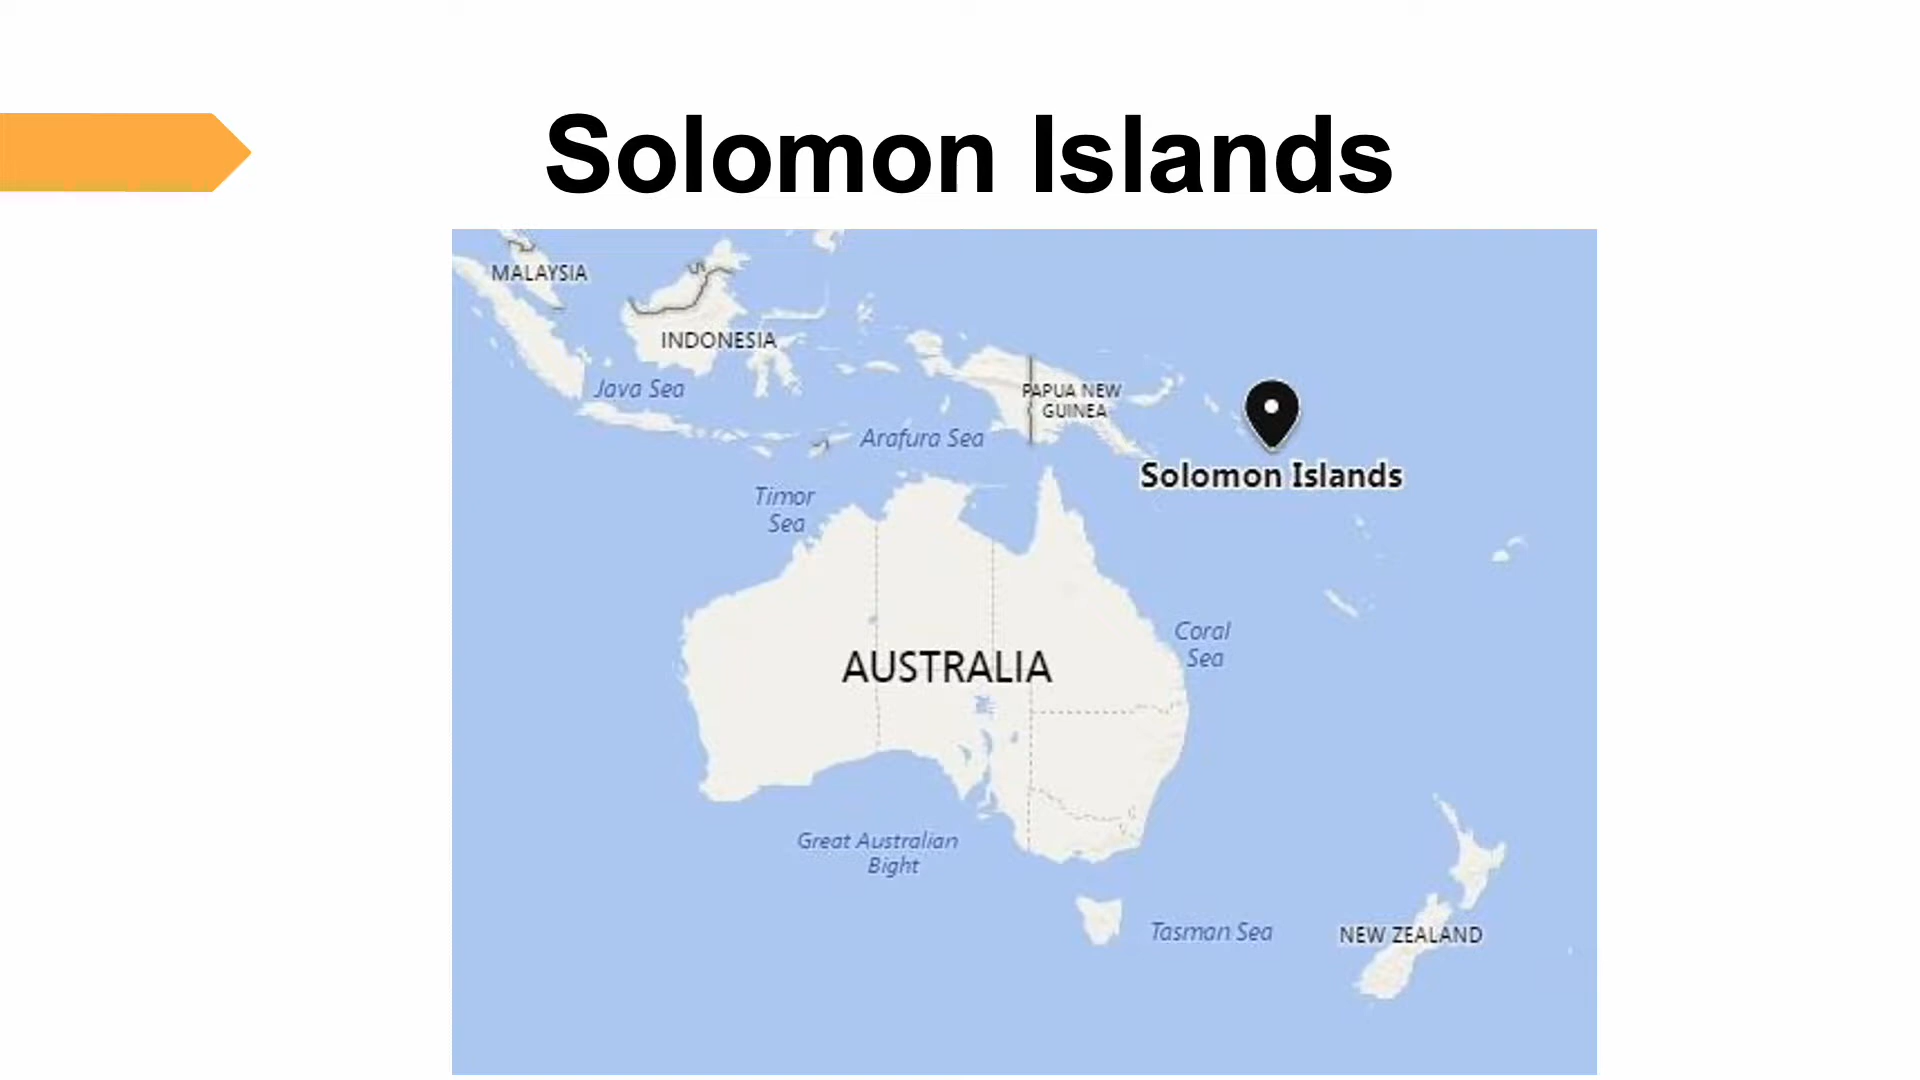 Solomon Islands
MALAYSIA
INDONESIA
Java Sea
PAPUA NEW
GUINEA
Arafura Sea
Solomon Islands
Timor
Sea
Coral
Sea
AUSTRALIA
Great Australian
Bight
Tasman Sea
NEW ZEALAND